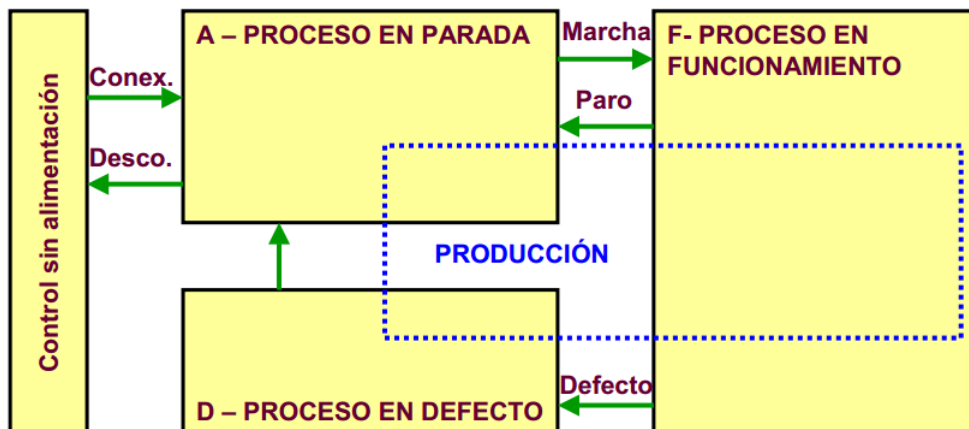 Control sin alimentación
Conex.
Desco.
A – PROCESO EN PARADA
Marcha
Paro
F- PROCESO EN
FUNCIONAMIENTO
PRODUCCIÓN
D – PROCESO EN DEFECTO
Defecto